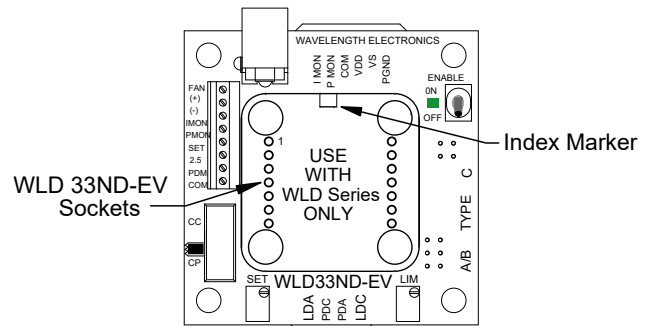 WAVELENGTH ELECTRONICS
I MON
P MON
COM
VDD
VS
PGND
ENABLE
ON
OFF
FAN
(+)
(-)
IMON
PMON
SET
2.5
PDM
COM
Index Marker
1
USE
WITH
WLD Series
ONLY
WLD 33ND-EV
Sockets
C
TYPE
A/B
CC
CP
SET
WLD33ND-EV
LIM
LDA
PDC
PDA
LDC